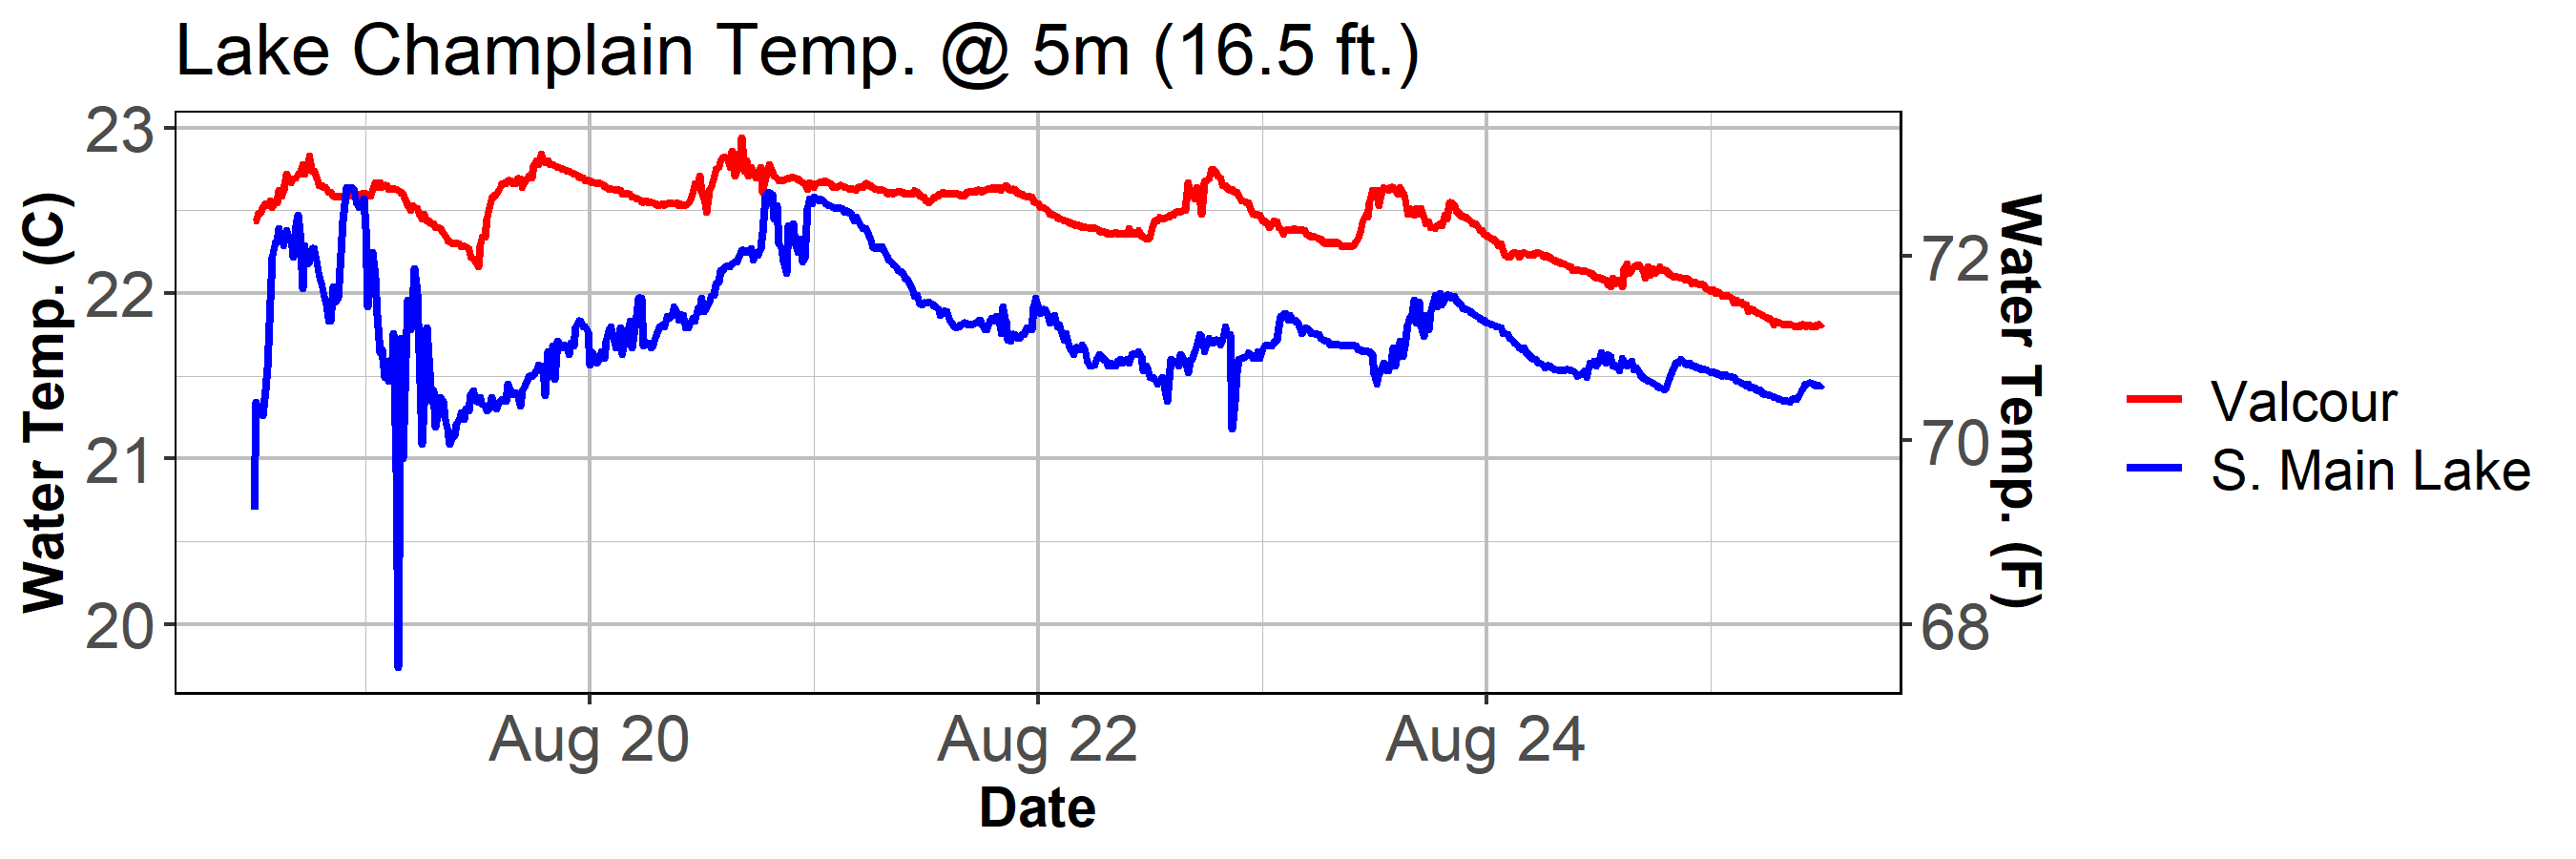 Lake Champlain Temp. @ 5m (16.5 ft.)
Water Temp. (C)
23
22
21
20
72
70
68
Water Temp. (F)
Aug 20
Aug 22
Aug 24
Date
Valcour
S. Main Lake